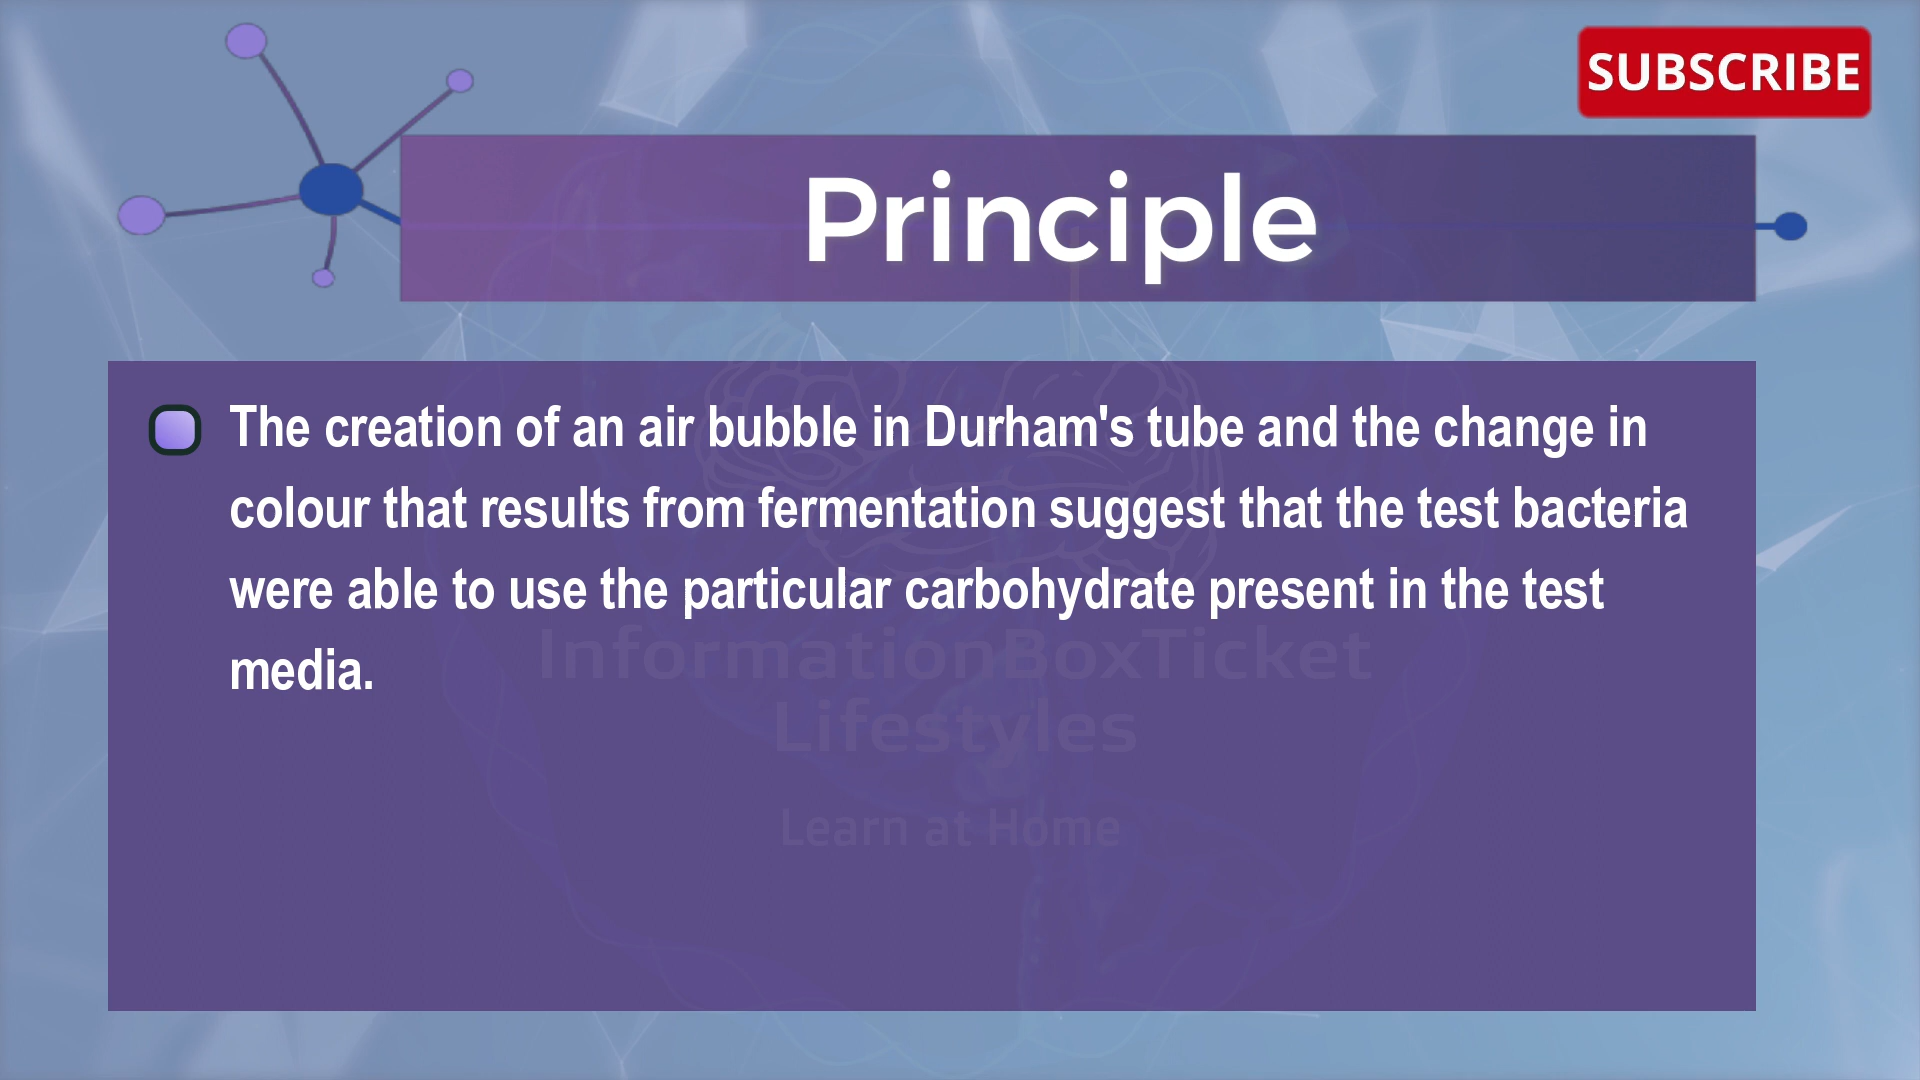 SUBSCRIBE
Principle
The creation of an air bubble in Durham's tube and the change in
colour that results from fermentation suggest that the test bacteria
were able to use the particular carbohydrate present in the test
media.
InformationBoxTicket
Lifestyles
Learn at Home